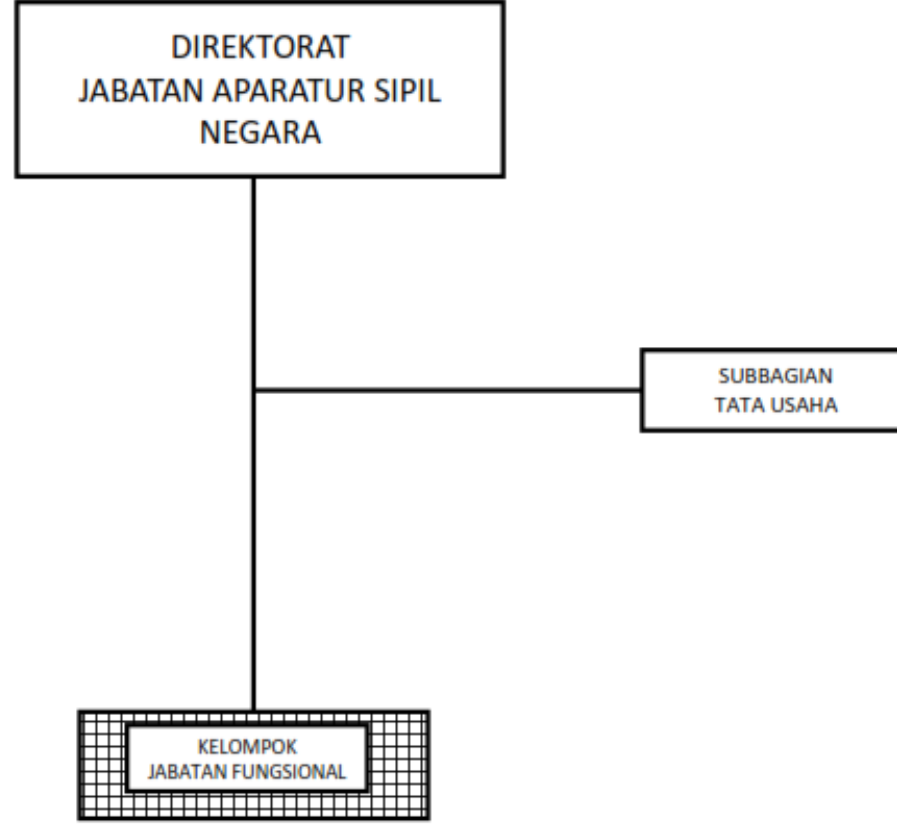 DIREKTORAT
JABATAN APARATUR SIPIL
NEGARA
SUBBAGIAN
TATA USAHA
KELOMPOK
JABATAN FUNGSIONAL